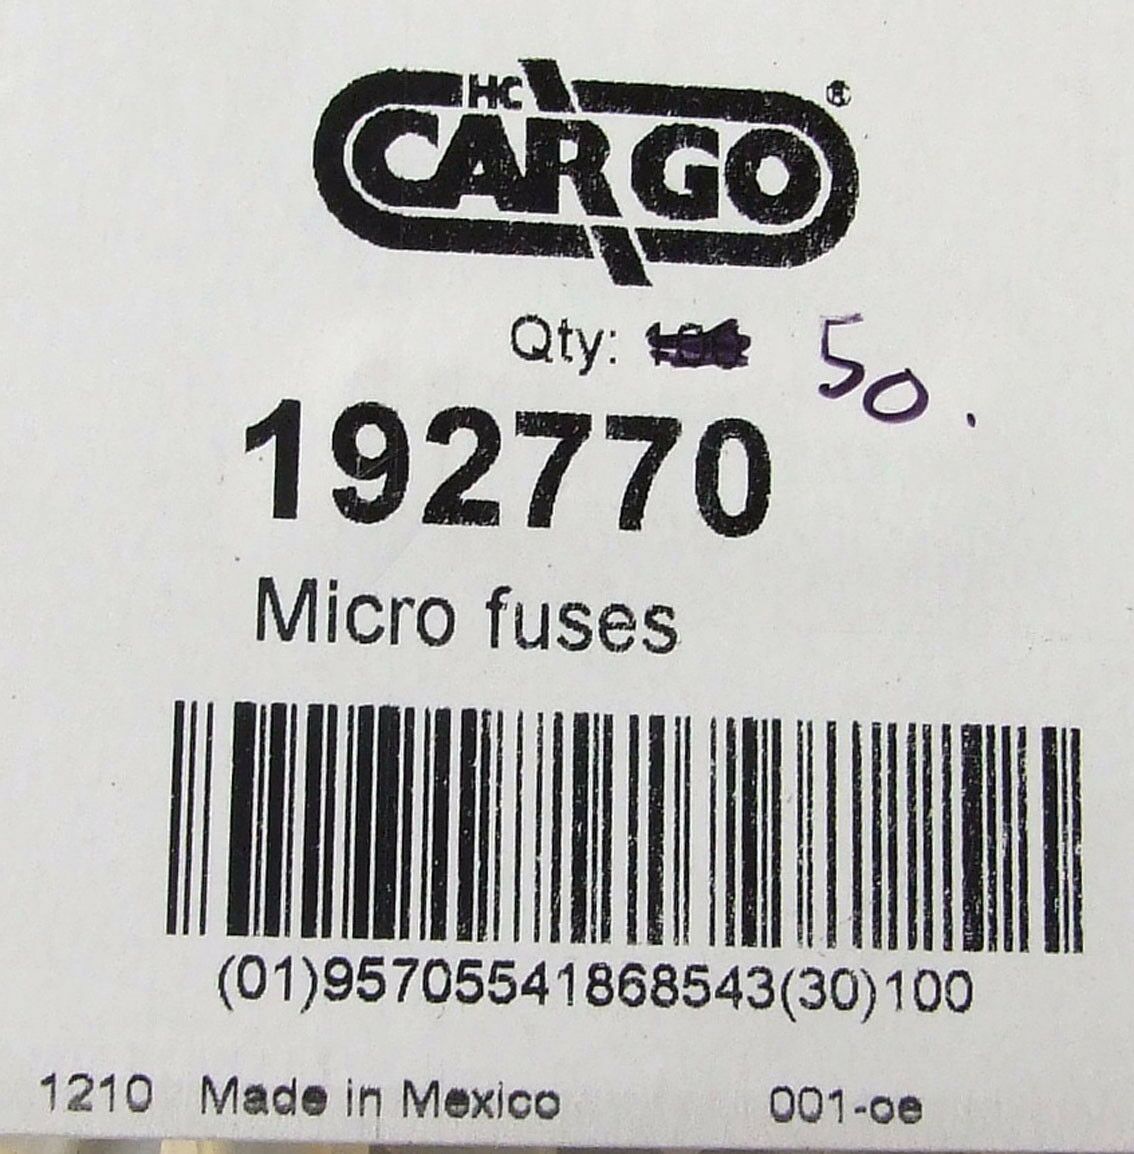 HC
CARGO®
Qty: 50.
192770
Micro fuses
(01)95705541868543(30)100
1210 Made in Mexico 001-oe